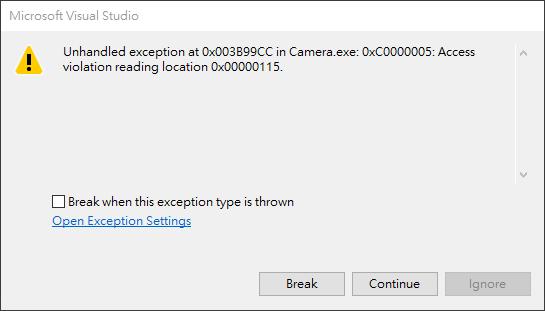 Microsoft Visual Studio
Unhandled exception at 0x003B99CC in Camera.exe: 0xC0000005: Access
violation reading location 0x00000115.
Break when this exception type is thrown
Open Exception Settings
Break Continue Ignore